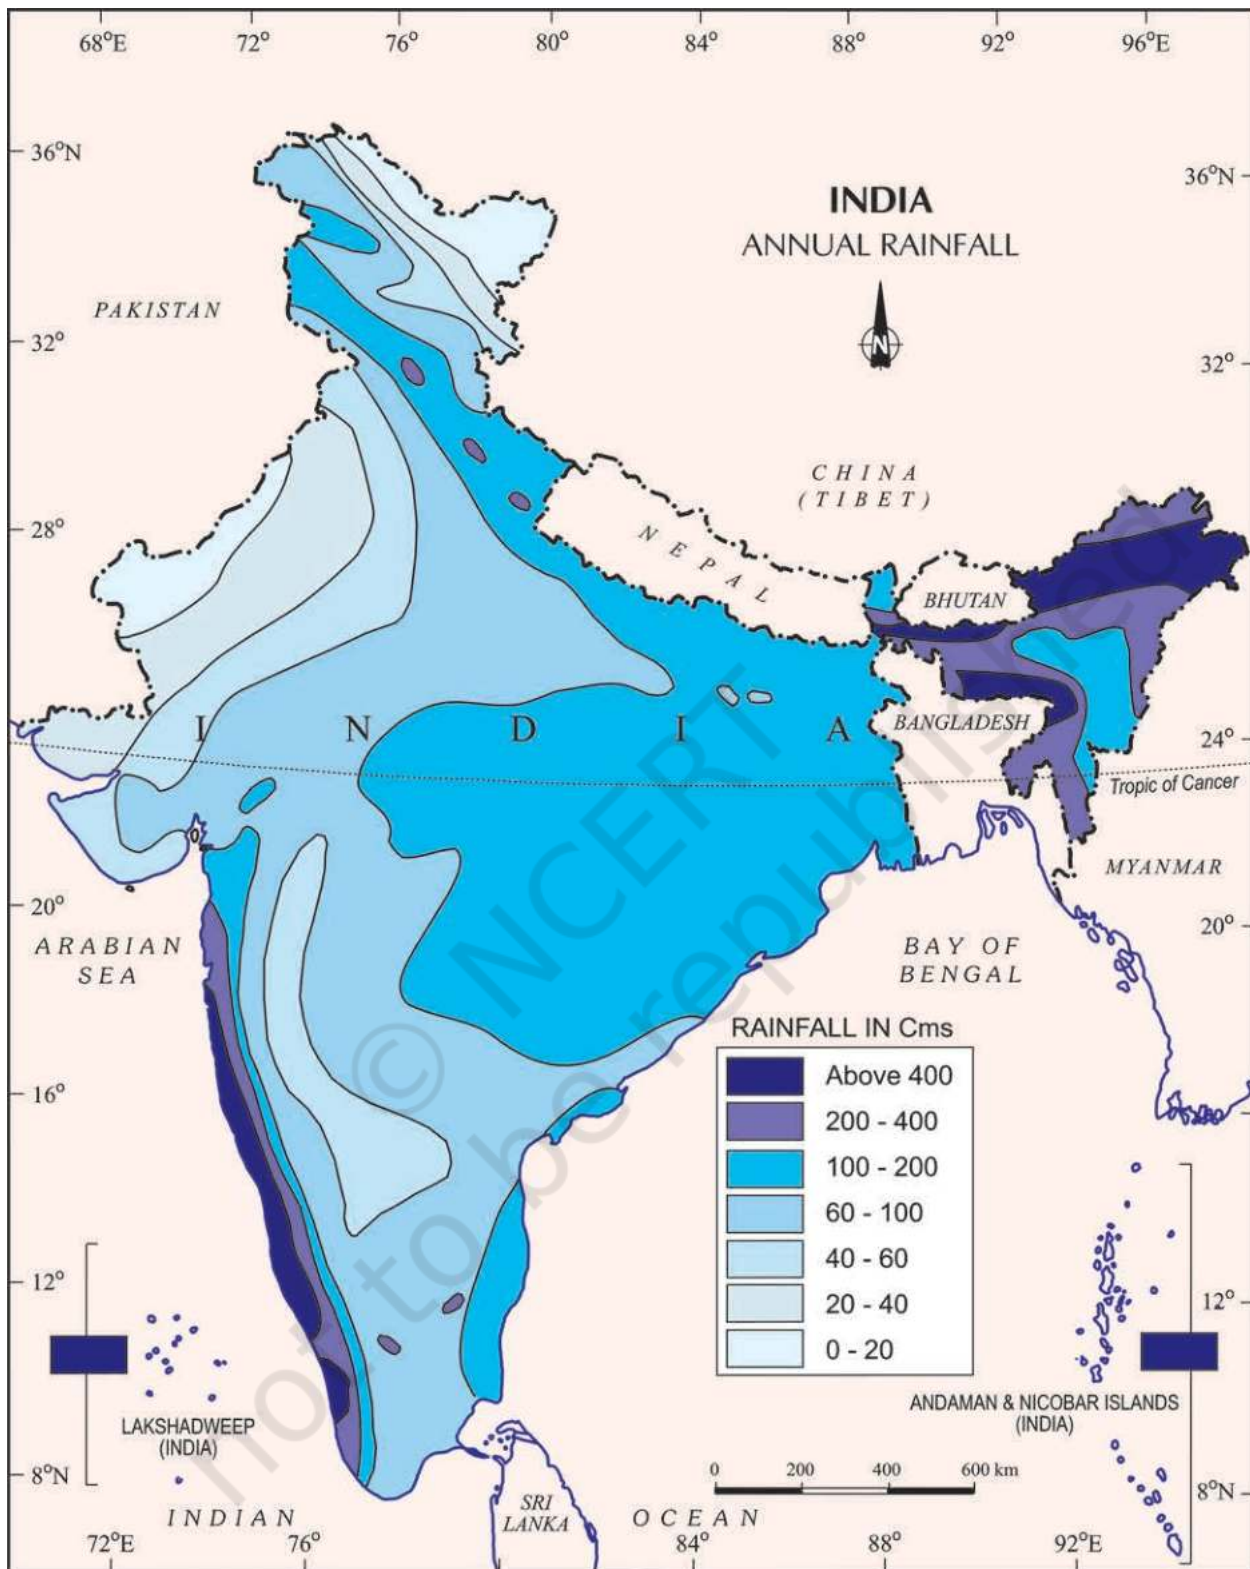 68°E 72° 76° 80° 84° 88° 92° 96°E
36°N
36°N
INDIA
ANNUAL RAINFALL
N
PAKISTAN
32°
32°
CHINA
(TIBET)
28°
28°
NEPAL
BHUTAN
I N D I A
BANGLADESH
24°
24°
Tropic of Cancer
MYANMAR
20°
20°
ARABIAN
SEA
BAY OF
BENGAL
© NCERT
not to be republished
RAINFALL IN Cms
Above 400
200 - 400
100 - 200
60 - 100
40 - 60
20 - 40
0 - 20
16°
12°
12°
LAKSHADWEEP
(INDIA)
ANDAMAN & NICOBAR ISLANDS
(INDIA)
8°N
8°N
0 200 400 600 km
SRI
LANKA
INDIAN OCEAN
72°E 76° 84° 88° 92°E